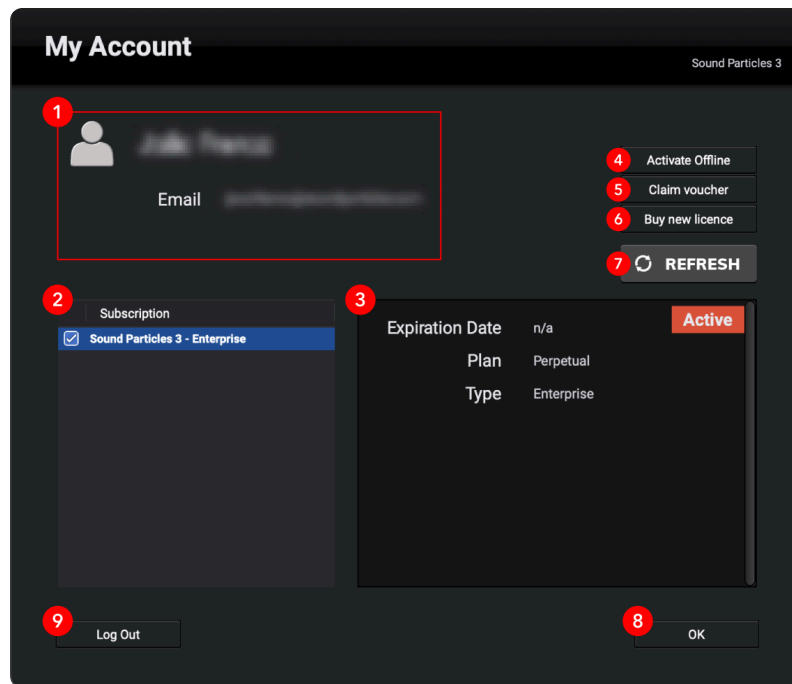 My Account
Sound Particles 3
1
Email
4 Activate Offline
5 Claim voucher
6 Buy new licence
7 REFRESH
2
Subscription
Sound Particles 3 - Enterprise
3
Active
Expiration Date n/a
Plan Perpetual
Type Enterprise
9
Log Out
8
OK